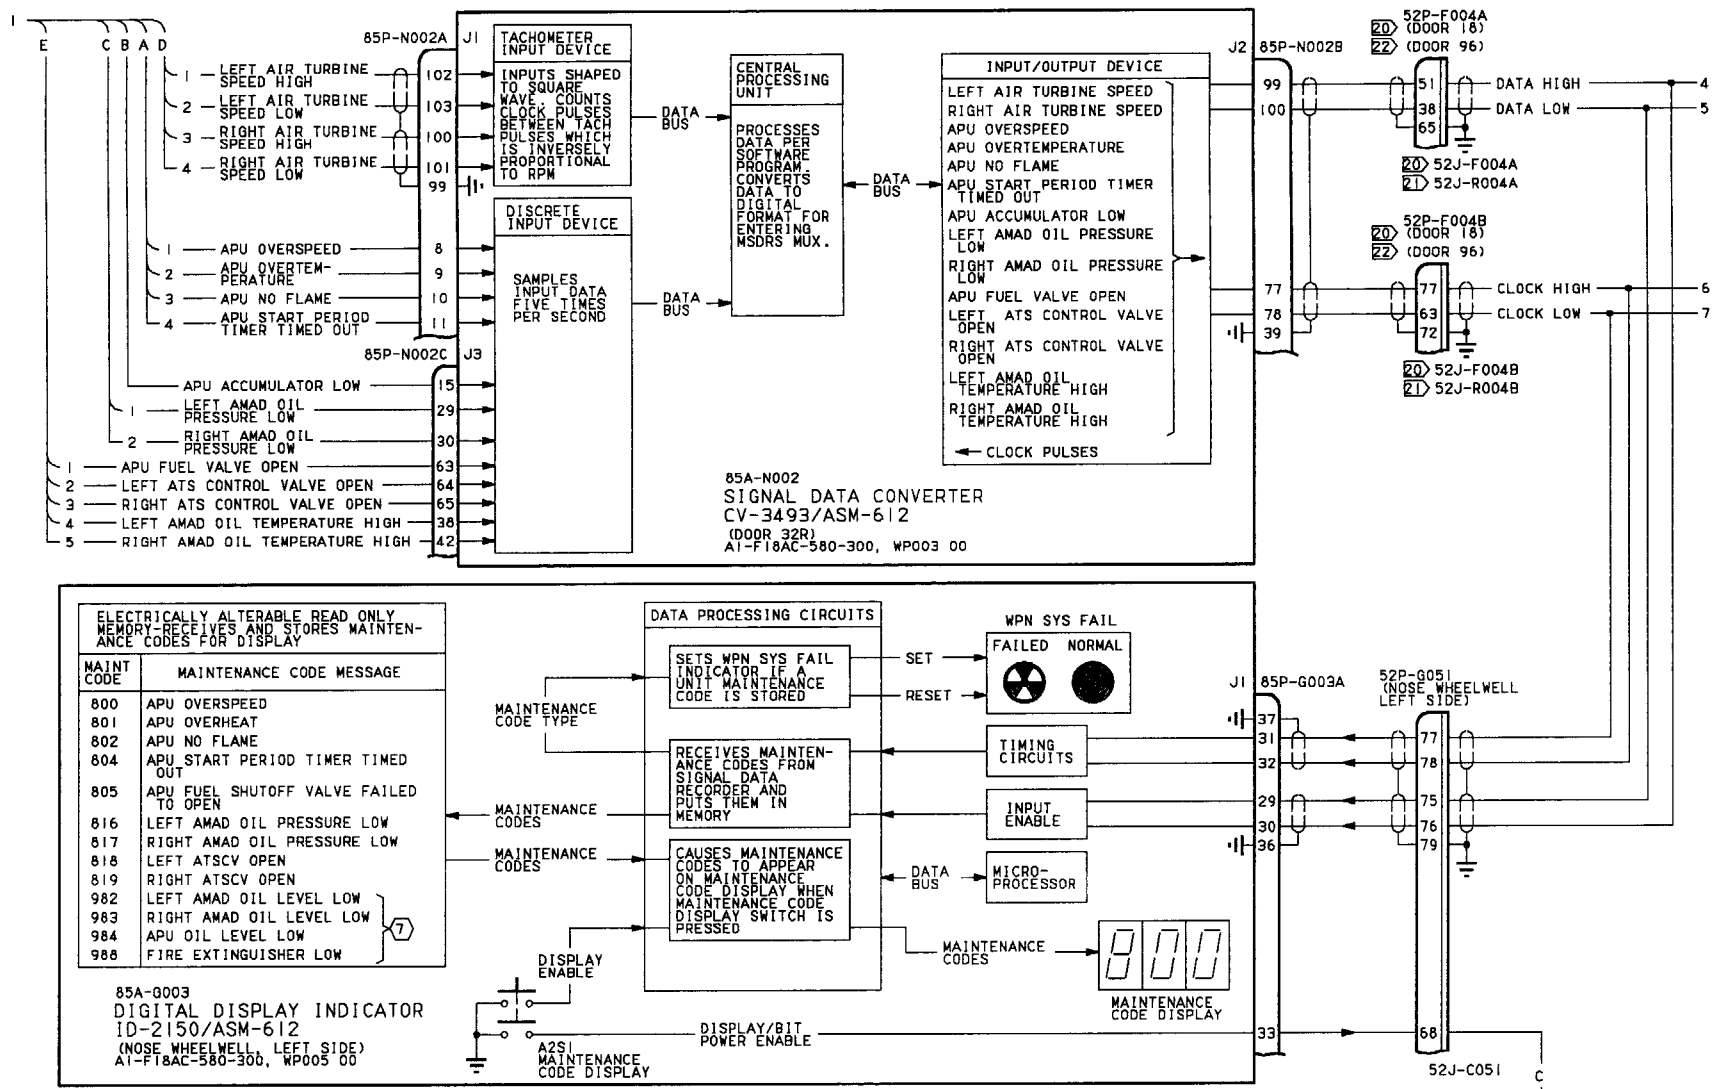 1
E C B A D
1 LEFT AIR TURBINE
SPEED HIGH
2 LEFT AIR TURBINE
SPEED LOW
3 RIGHT AIR TURBINE
SPEED HIGH
4 RIGHT AIR TURBINE
SPEED LOW
1 APU OVERSPEED
2 APU OVERTEM-
PERATURE
3 APU NO FLAME
4 APU START PERIOD
TIMER TIMED OUT
APU ACCUMULATOR LOW
1 LEFT AMAD OIL
PRESSURE LOW
2 RIGHT AMAD OIL
PRESSURE LOW
1 APU FUEL VALVE OPEN
2 LEFT ATS CONTROL VALVE OPEN
3 RIGHT ATS CONTROL VALVE OPEN
4 LEFT AMAD OIL TEMPERATURE HIGH
5 RIGHT AMAD OIL TEMPERATURE HIGH
85P-N002A J1
102
103
100
101
99
8
9
10
11
85P-N002C J3
15
29
30
63
64
65
38
42
TACHOMETER
INPUT DEVICE
INPUTS SHAPED
TO SQUARE
WAVE. COUNTS
CLOCK PULSES
BETWEEN TACH
PULSES WHICH
IS INVERSELY
PROPORTIONAL
TO RPM
DISCRETE
INPUT DEVICE
SAMPLES
INPUT DATA
FIVE TIMES
PER SECOND
DATA
BUS
DATA
BUS
CENTRAL
PROCESSING
UNIT
PROCESSES
DATA PER
SOFTWARE
PROGRAM.
CONVERTS
DATA TO
DIGITAL
FORMAT FOR
ENTERING
MSDRS MUX.
DATA
BUS
INPUT/OUTPUT DEVICE
LEFT AIR TURBINE SPEED
RIGHT AIR TURBINE SPEED
APU OVERSPEED
APU OVERTEMPERATURE
APU NO FLAME
APU START PERIOD TIMER
TIMED OUT
APU ACCUMULATOR LOW
LEFT AMAD OIL PRESSURE
LOW
RIGHT AMAD OIL PRESSURE
LOW
APU FUEL VALVE OPEN
LEFT ATS CONTROL VALVE
OPEN
RIGHT ATS CONTROL VALVE
OPEN
LEFT AMAD OIL
TEMPERATURE HIGH
RIGHT AMAD OIL
TEMPERATURE HIGH
CLOCK PULSES
85A-N002
SIGNAL DATA CONVERTER
CV-3493/ASM-612
(DOOR 32R)
A1-F18AC-580-300, WP003 00
J2 85P-N002B
99
100
77
78
39
52P-F004A
20 (DOOR 18)
22 (DOOR 96)
51
38
65
20 52J-F004A
21 52J-R004A
DATA HIGH 4
DATA LOW 5
52P-F004B
20 (DOOR 18)
22 (DOOR 96)
77
63
72
20 52J-F004B
21 52J-R004B
CLOCK HIGH 6
CLOCK LOW 7
ELECTRICALLY ALTERABLE READ ONLY
MEMORY-RECEIVES AND STORES MAINTEN-
ANCE CODES FOR DISPLAY
MAINT
CODE
MAINTENANCE CODE MESSAGE
800 APU OVERSPEED
801 APU OVERHEAT
802 APU NO FLAME
804 APU START PERIOD TIMER TIMED
OUT
805 APU FUEL SHUTOFF VALVE FAILED
TO OPEN
816 LEFT AMAD OIL PRESSURE LOW
817 RIGHT AMAD OIL PRESSURE LOW
818 LEFT ATSCV OPEN
819 RIGHT ATSCV OPEN
982 LEFT AMAD OIL LEVEL LOW
983 RIGHT AMAD OIL LEVEL LOW
984 APU OIL LEVEL LOW
988 FIRE EXTINGUISHER LOW
7
85A-G003
DIGITAL DISPLAY INDICATOR
ID-2150/ASM-612
(NOSE WHEELWELL, LEFT SIDE)
A1-F18AC-580-300, WP005 00
MAINTENANCE
CODE TYPE
MAINTENANCE
CODES
MAINTENANCE
CODES
DISPLAY
ENABLE
A2S1
MAINTENANCE
CODE DISPLAY
DATA PROCESSING CIRCUITS
SETS WPN SYS FAIL
INDICATOR IF A
UNIT MAINTENANCE
CODE IS STORED
RECEIVES MAINTEN-
ANCE CODES FROM
SIGNAL DATA
RECORDER AND
PUTS THEM IN
MEMORY
CAUSES MAINTENANCE
CODES TO APPEAR
ON MAINTENANCE
CODE DISPLAY WHEN
MAINTENANCE CODE
DISPLAY SWITCH IS
PRESSED
DISPLAY/BIT
POWER ENABLE
SET
RESET
WPN SYS FAIL
FAILED NORMAL
TIMING
CIRCUITS
INPUT
ENABLE
DATA
BUS
MICRO-
PROCESSOR
MAINTENANCE
CODES
800
MAINTENANCE
CODE DISPLAY
J1 85P-G003A
37
31
32
29
30
36
33
52P-G051
(NOSE WHEELWELL
LEFT SIDE)
77
78
75
76
79
68
52J-C051
C